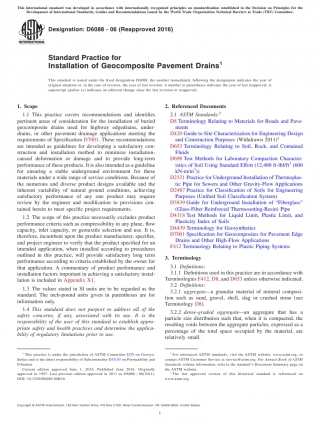 This international standard was developed in accordance with internationally recognized principles on standardization established in the Decision on Principles for the
Development of International Standards, Guides and Recommendations issued by the World Trade Organization Technical Barriers to Trade (TBT) Committee.
Designation: D6088 − 06 (Reapproved 2016)
Standard Practice for
Installation of Geocomposite Pavement Drains¹
This standard is issued under the fixed designation D6088; the number immediately following the designation indicates the year of
original adoption or, in the case of revision, the year of last revision. A number in parentheses indicates the year of last reapproval. A
superscript epsilon (ε) indicates an editorial change since the last revision or reapproval.
1. Scope
1.1 This practice covers recommendations and identifies
pertinent areas of consideration for the installation of buried
geocomposite drains used for highway edgedrains, under-
drains, or other pavement drainage applications meeting the
requirements of Specification D7001. These recommendations
are intended as guidelines for developing a satisfactory con-
struction and installation method to minimize installation-
caused deformation or damage and to provide long-term
performance of these products. It is also intended as a guideline
for creating a stable underground environment for these
materials under a wide range of service conditions. Because of
the numerous and diverse product designs available and the
inherent variability of natural ground conditions, achieving
satisfactory performance of any one product may require
review by the engineer and modification to provisions con-
tained herein to meet specific project requirements.
1.2 The scope of this practice necessarily excludes product
performance criteria such as compressibility in any plane, flow
capacity, inlet capacity, or geotextile selection and use. It is,
therefore, incumbent upon the product manufacturer, specifier,
and project engineer to verify that the product specified for an
intended application, when installed according to procedures
outlined in this practice, will provide satisfactory long term
performance according to criteria established by the owner for
that application. A commentary of product performance and
installation factors important in achieving a satisfactory instal-
lation is included in Appendix X1.
1.3 The values stated in SI units are to be regarded as the
standard. The inch-pound units given in parentheses are for
information only.
1.4 This standard does not purport to address all of the
safety concerns, if any, associated with its use. It is the
responsibility of the user of this standard to establish appro-
priate safety and health practices and determine the applica-
bility of regulatory limitations prior to use.
¹ This practice is under the jurisdiction of ASTM Committee D35 on Geosyn-
thetics and is the direct responsibility of Subcommittee D35.03 on Permeability and
Filtration.
Current edition approved June 1, 2016. Published June 2016. Originally
approved in 1997. Last previous edition approved in 2011 as D6088 – 06(2011).
DOI: 10.1520/D6088-06R16.
2. Referenced Documents
2.1 ASTM Standards:²
D8 Terminology Relating to Materials for Roads and Pave-
ments
D420 Guide to Site Characterization for Engineering Design
and Construction Purposes (Withdrawn 2011)³
D653 Terminology Relating to Soil, Rock, and Contained
Fluids
D698 Test Methods for Laboratory Compaction Character-
istics of Soil Using Standard Effort (12,400 ft-lbf/ft³ (600
kN-m/m³))
D2321 Practice for Underground Installation of Thermoplas-
tic Pipe for Sewers and Other Gravity-Flow Applications
D2487 Practice for Classification of Soils for Engineering
Purposes (Unified Soil Classification System)
D3839 Guide for Underground Installation of “Fiberglass”
(Glass-Fiber Reinforced Thermosetting-Resin) Pipe
D4318 Test Methods for Liquid Limit, Plastic Limit, and
Plasticity Index of Soils
D4439 Terminology for Geosynthetics
D7001 Specification for Geocomposites for Pavement Edge
Drains and Other High-Flow Applications
F412 Terminology Relating to Plastic Piping Systems
3. Terminology
3.1 Definitions:
3.1.1 Definitions used in this practice are in accordance with
Terminologies F412, D8, and D653 unless otherwise indicated.
3.2 Definitions:
3.2.1 aggregate—a granular material of mineral composi-
tion such as sand, gravel, shell, slag or crushed stone (see
Terminology D8).
3.2.2 dense-graded aggregate—an aggregate that has a
particle size distribution such that, when it is compacted, the
resulting voids between the aggregate particles, expressed as a
percentage of the total space occupied by the material, are
relatively small.
² For referenced ASTM standards, visit the ASTM website, www.astm.org, or
contact ASTM Customer Service at service@astm.org. For Annual Book of ASTM
Standards volume information, refer to the standard's Document Summary page on
the ASTM website.
³ The last approved version of this historical standard is referenced on
www.astm.org.
Copyright © ASTM International, 100 Barr Harbor Drive, PO Box C700, West Conshohocken, PA 19428-2959. United States
1